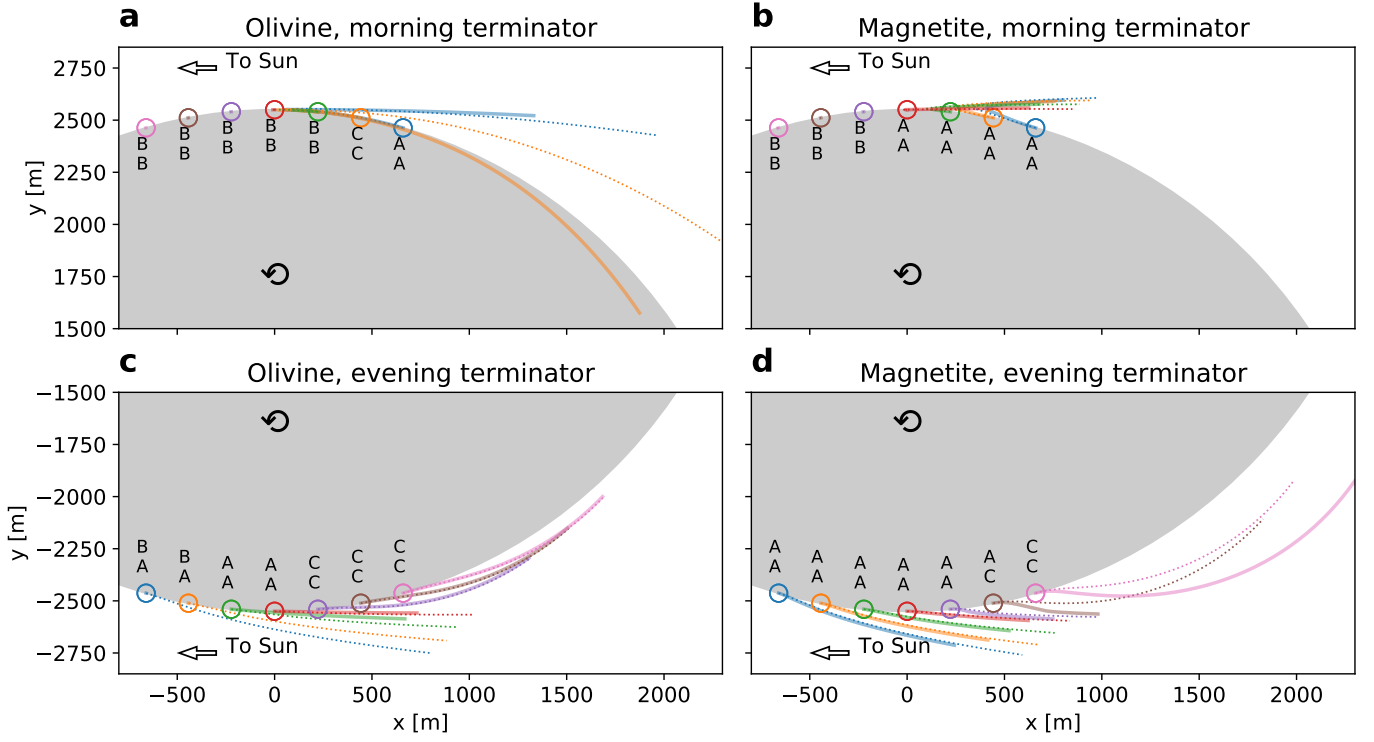 a Olivine, morning terminator
b Magnetite, morning terminator
To Sun
To Sun
2750
2500
2250
2000
1750
1500
y [m]
B B B B B C A
B B B B B C A
B B B A A A A
B B B A A A A
c Olivine, evening terminator
d Magnetite, evening terminator
−1500
−1750
−2000
−2250
−2500
−2750
y [m]
B B A A C C C
A A A A C C C
A A A A A A C
A A A A A C C
To Sun
To Sun
−500 0 500 1000 1500 2000
−500 0 500 1000 1500 2000
x [m]
x [m]